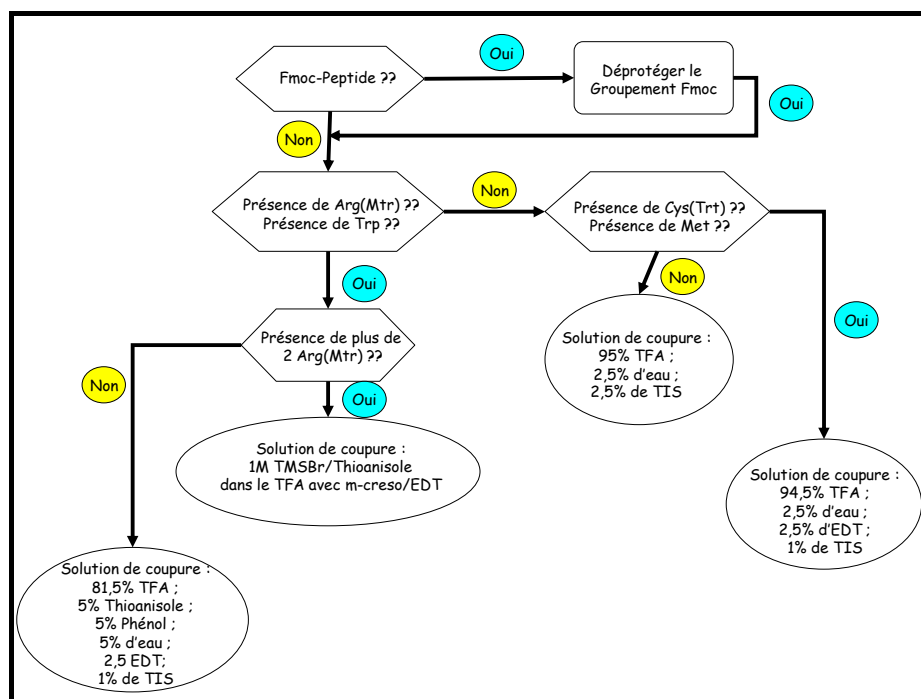 Oui
Fmoc-Peptide ??
Déprotéger le
Groupement Fmoc
Oui
Non
Présence de Arg(Mtr) ??
Présence de Trp ??
Non
Présence de Cys(Trt) ??
Présence de Met ??
Oui
Non
Oui
Présence de plus de
2 Arg(Mtr) ??
Non
Oui
Solution de coupure :
95% TFA ;
2,5% d'eau ;
2,5% de TIS
Solution de coupure :
1M TMSBr/Thioanisole
dans le TFA avec m-creso/EDT
Solution de coupure :
94,5% TFA ;
2,5% d'eau ;
2,5% d'EDT ;
1% de TIS
Solution de coupure :
81,5% TFA ;
5% Thioanisole ;
5% Phénol ;
5% d'eau ;
2,5 EDT;
1% de TIS